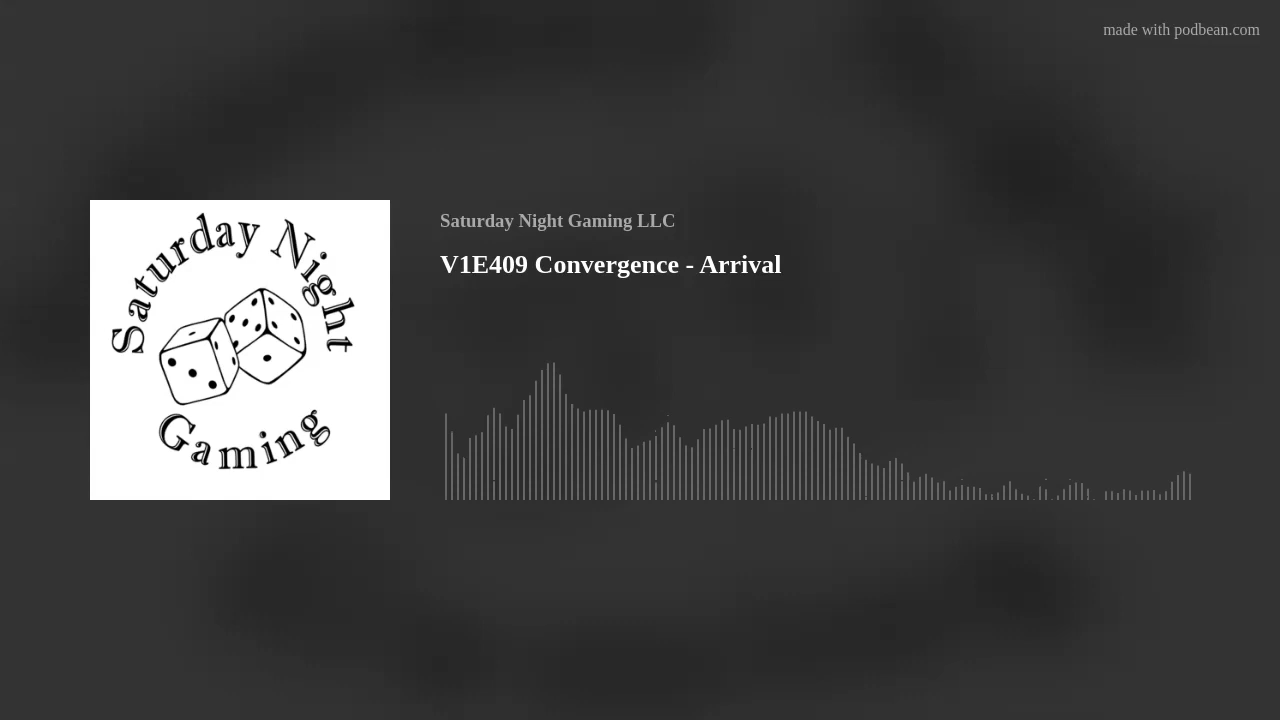 made with podbean.com
Saturday Night
Gaming
Saturday Night Gaming LLC
V1E409 Convergence - Arrival